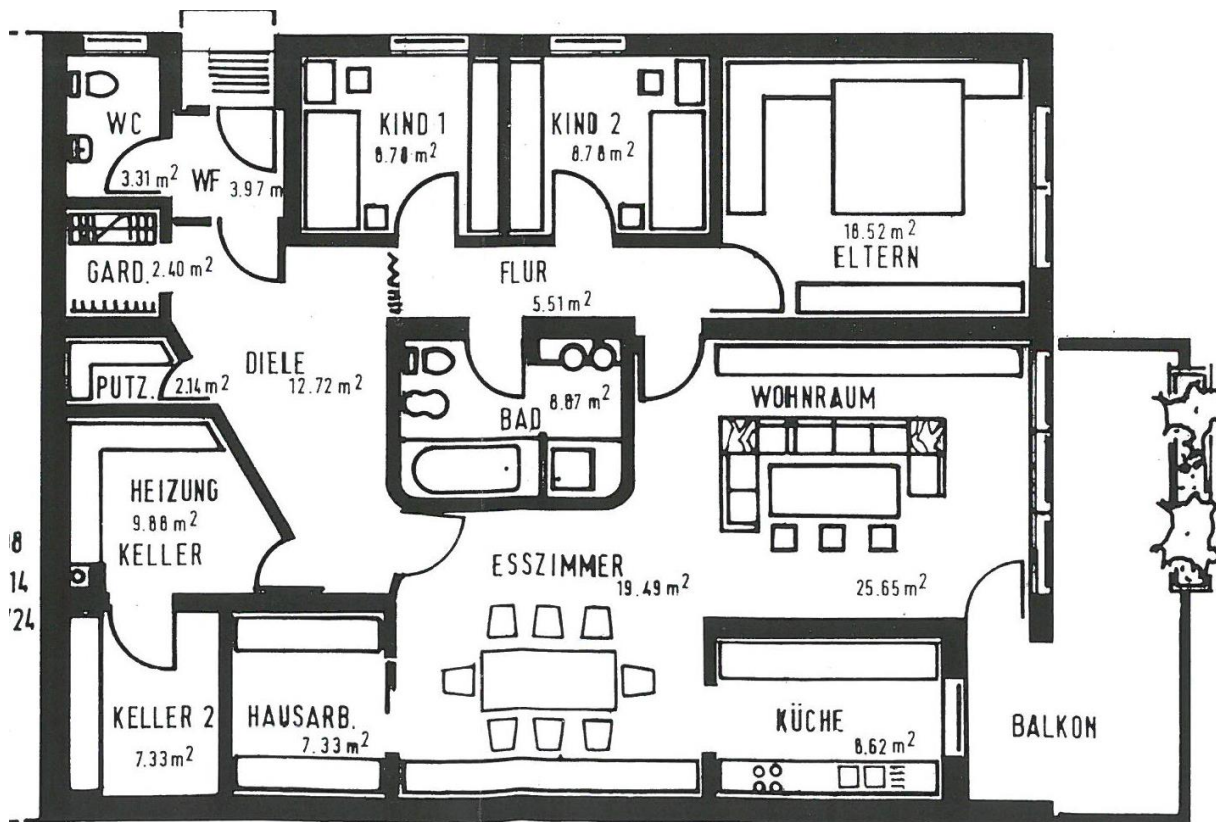 WC
3.31 m²
WF
3.97 m
KIND 1
8.78 m²
KIND 2
8.78 m²
18.52 m²
ELTERN
GARD. 2.40 m²
FLUR
5.51 m²
PUTZ. 2.14 m²
DIELE
12.72 m²
BAD
8.87 m²
WOHNRAUM
25.65 m²
HEIZUNG
9.88 m²
KELLER
ESSZIMMER
19.49 m²
8
14
24
KELLER 2
7.33 m²
HAUSARB.
7.33 m²
KÜCHE
8.62 m²
BALKON